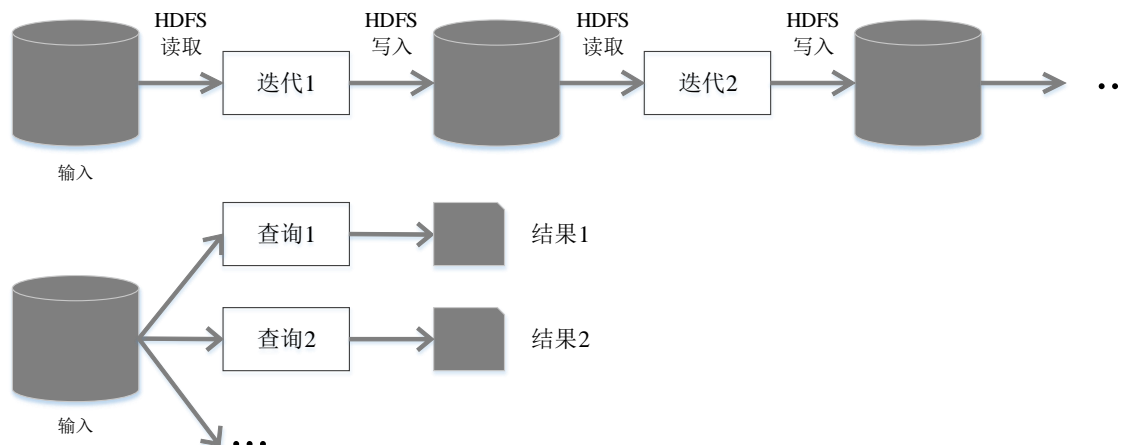 HDFS
读取
HDFS
写入
HDFS
读取
HDFS
写入
迭代1
迭代2
..
输入
查询1
结果1
查询2
结果2
输入
...